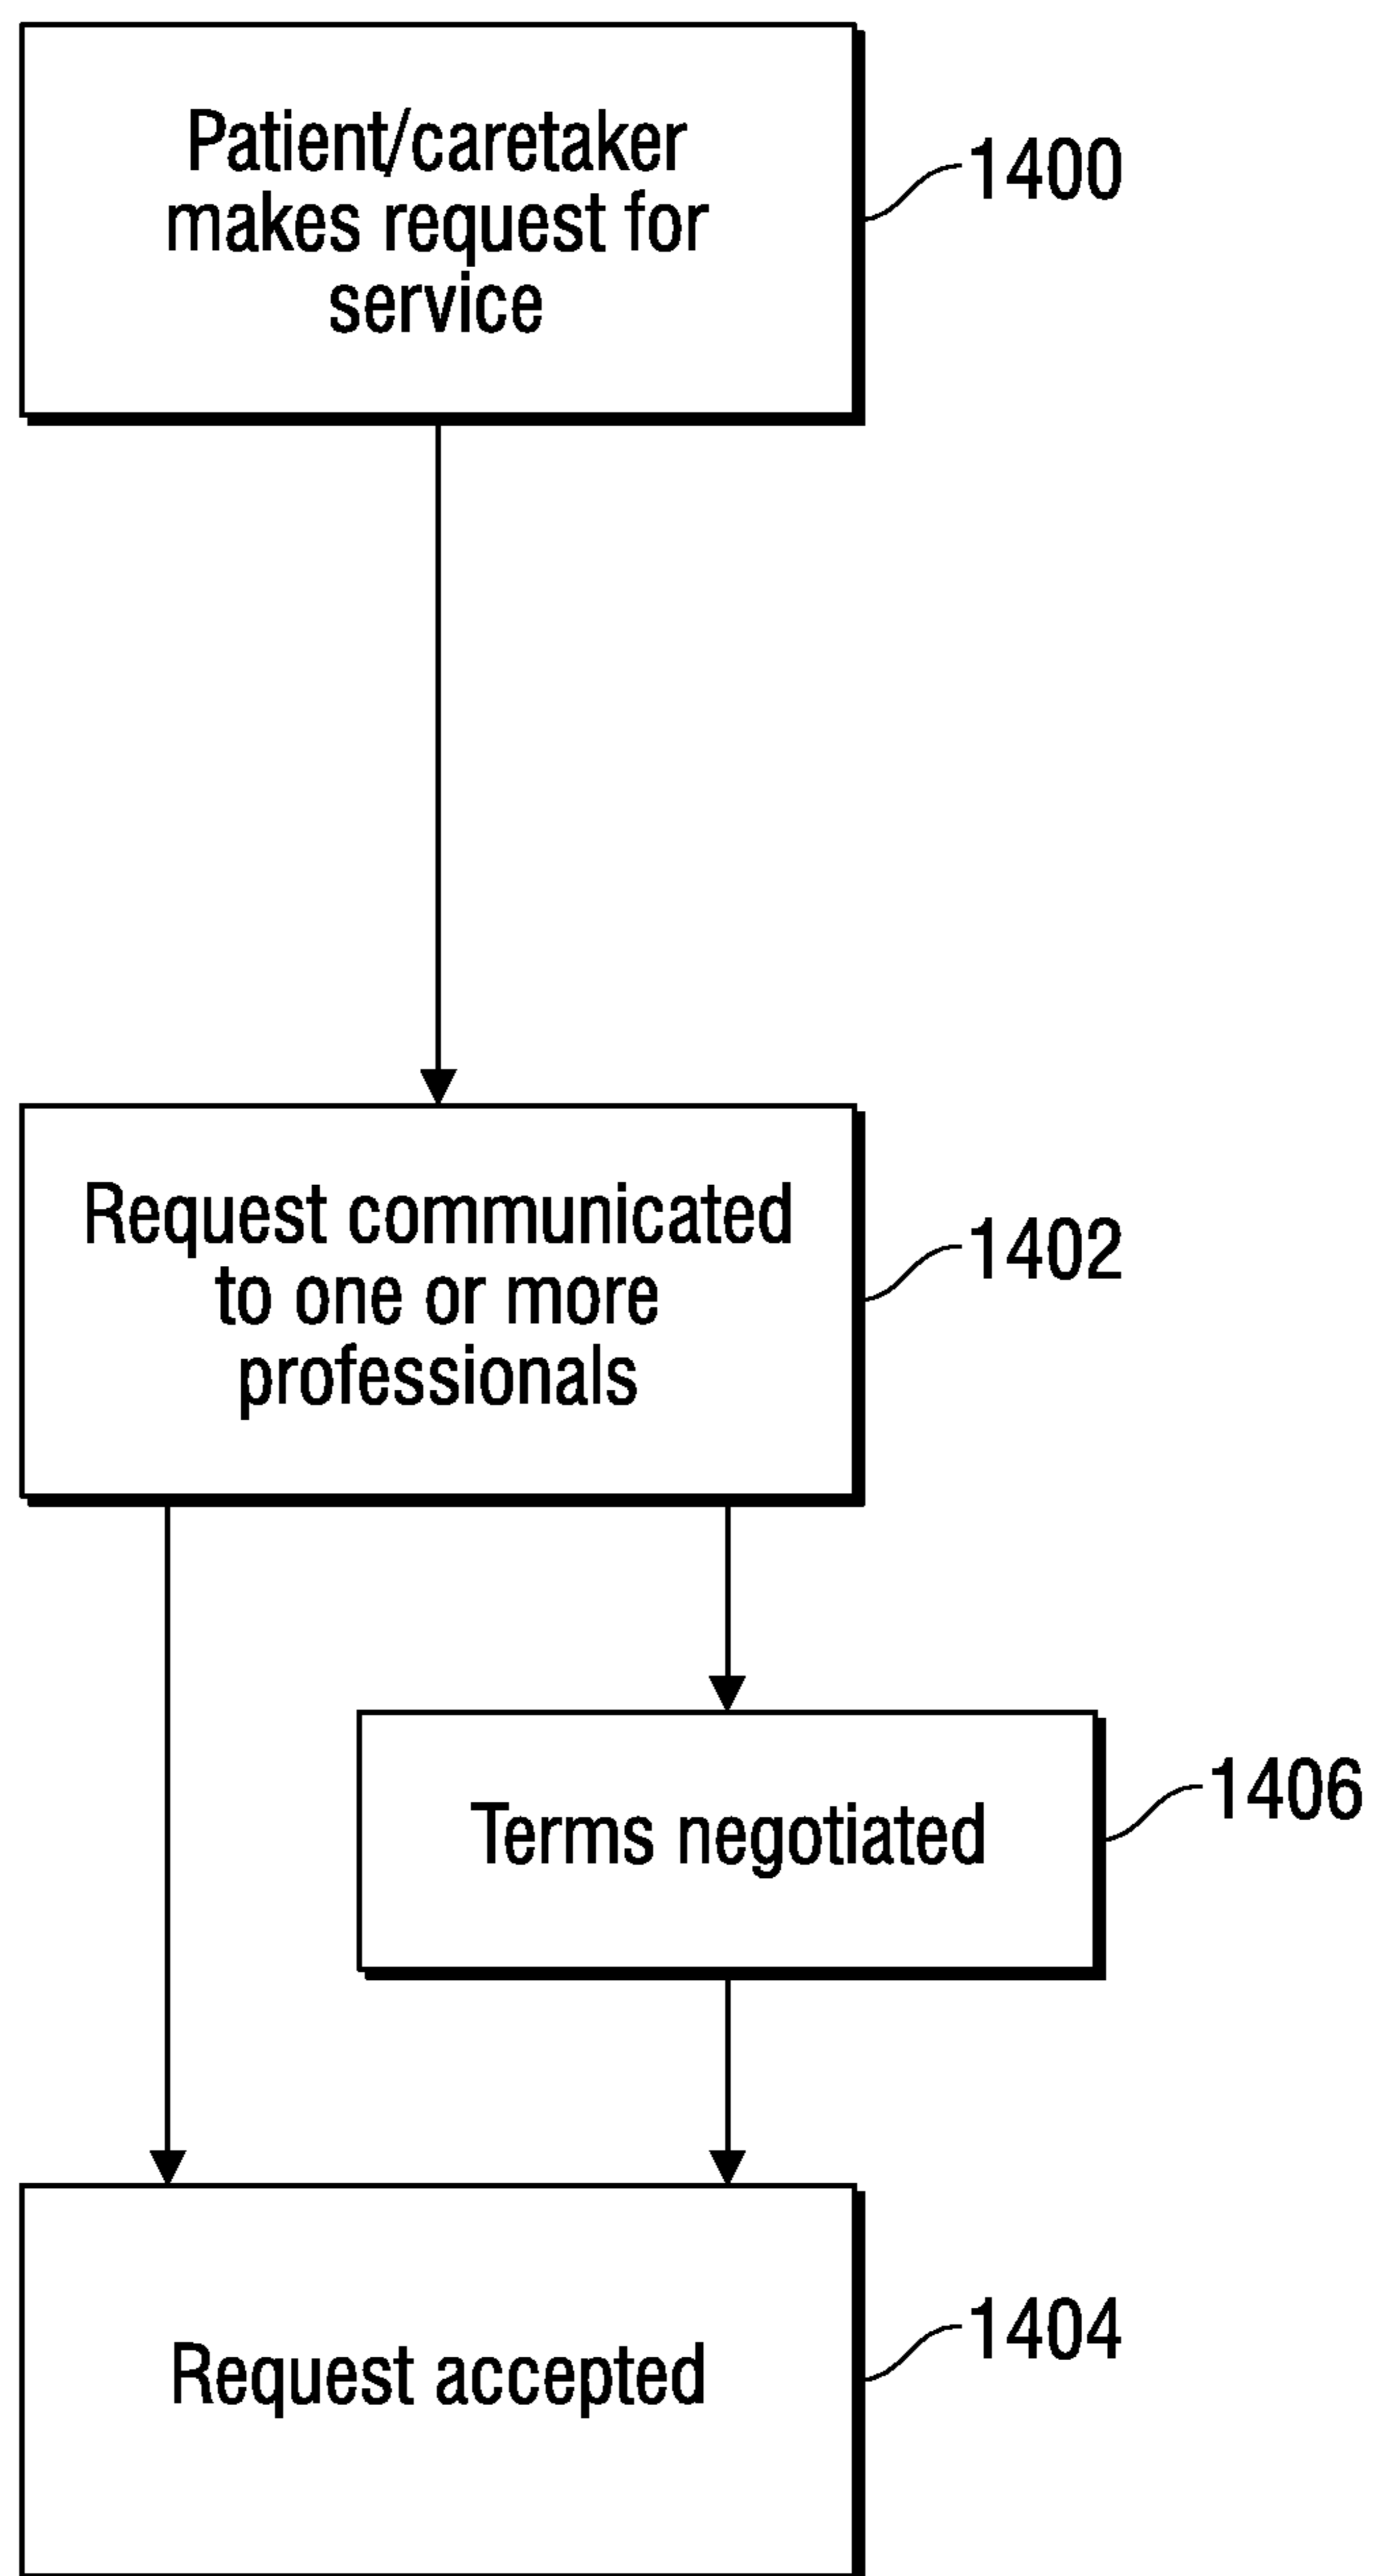 Patient/caretaker
makes request for
service
1400
Request communicated
to one or more
professionals
1402
Terms negotiated
1406
Request accepted
1404